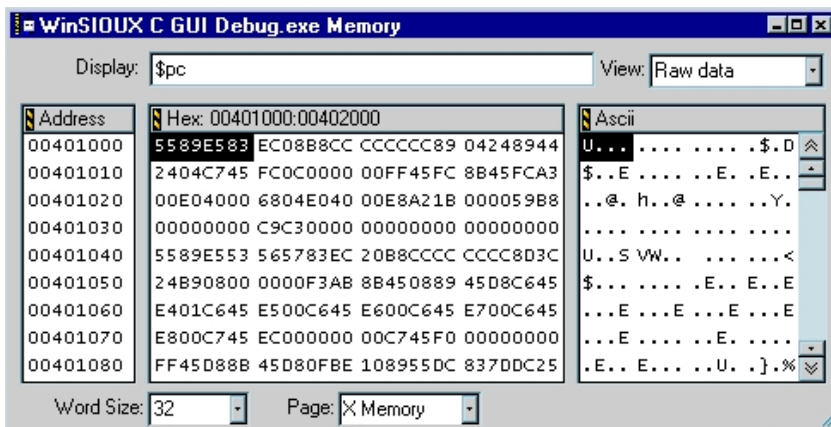 WinSIOUX C GUI Debug.exe Memory
Display: $pc View: Raw data
Address Hex: 00401000:00402000 Ascii
00401000 5589E583 EC08B8CC CCCCCC89 04248944 U... .... .... .$.D
00401010 2404C745 FC0C0000 00FF45FC 8B45FCA3 $..E .... ..E. .E..
00401020 00E04000 6804E040 00E8A21B 000059B8 ..@. h..@ .... ..Y.
00401030 00000000 C9C30000 00000000 00000000 .... .... .... ....
00401040 5589E553 565783EC 20B8CCCC CCCC8D3C U..S VW.. .... ...<
00401050 24B90800 0000F3AB 8B450889 45D8C645 $... .... .E.. E..E
00401060 E401C645 E500C645 E600C645 E700C645 ...E ...E ...E ...E
00401070 E800C745 EC000000 00C745F0 00000000 ...E .... ..E. ....
00401080 FF45D88B 45D80FBE 108955DC 837DDC25 .E.. E... ..U. .}.%
Word Size: 32 Page: X Memory